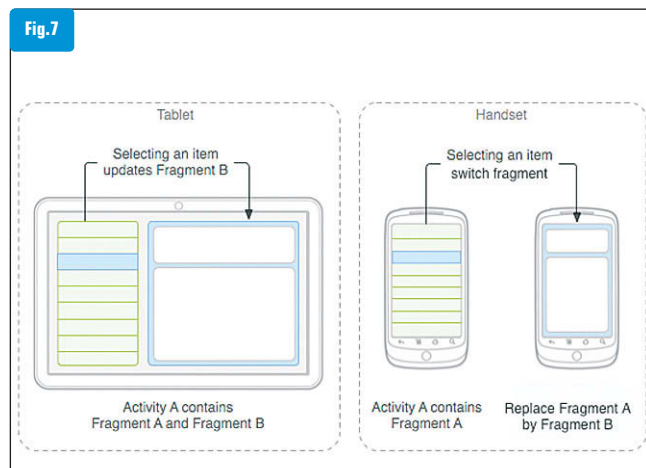 Fig.7
Tablet
Selecting an item
updates Fragment B
Activity A contains
Fragment A and Fragment B
Handset
Selecting an item
switch fragment
Activity A contains
Fragment A
Replace Fragment A
by Fragment B